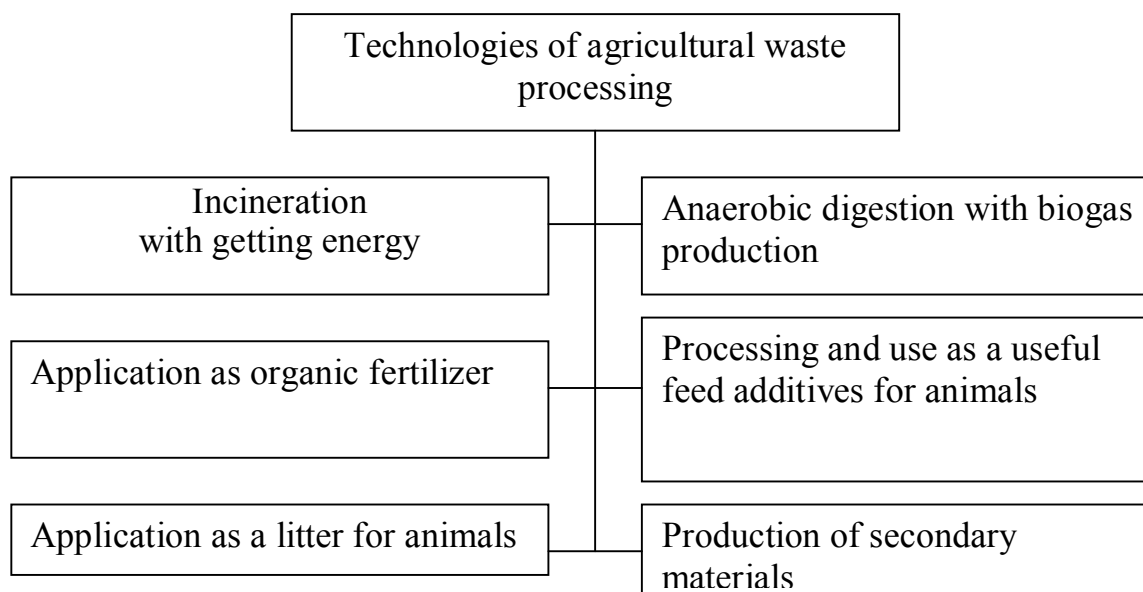 Technologies of agricultural waste
processing
Incineration
with getting energy
Anaerobic digestion with biogas
production
Application as organic fertilizer
Processing and use as a useful
feed additives for animals
Application as a litter for animals
Production of secondary
materials